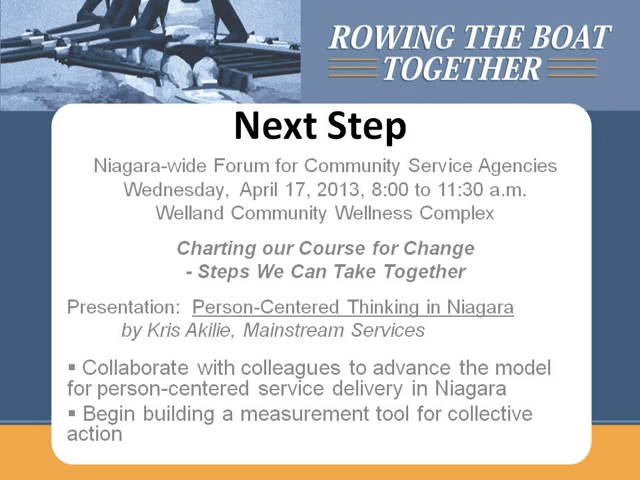 ROWING THE BOAT
TOGETHER
Next Step
Niagara-wide Forum for Community Service Agencies
Wednesday, April 17, 2013, 8:00 to 11:30 a.m.
Welland Community Wellness Complex
Charting our Course for Change
- Steps We Can Take Together
Presentation: Person-Centered Thinking in Niagara
by Kris Akilie, Mainstream Services
▪ Collaborate with colleagues to advance the model
for person-centered service delivery in Niagara
▪ Begin building a measurement tool for collective
action